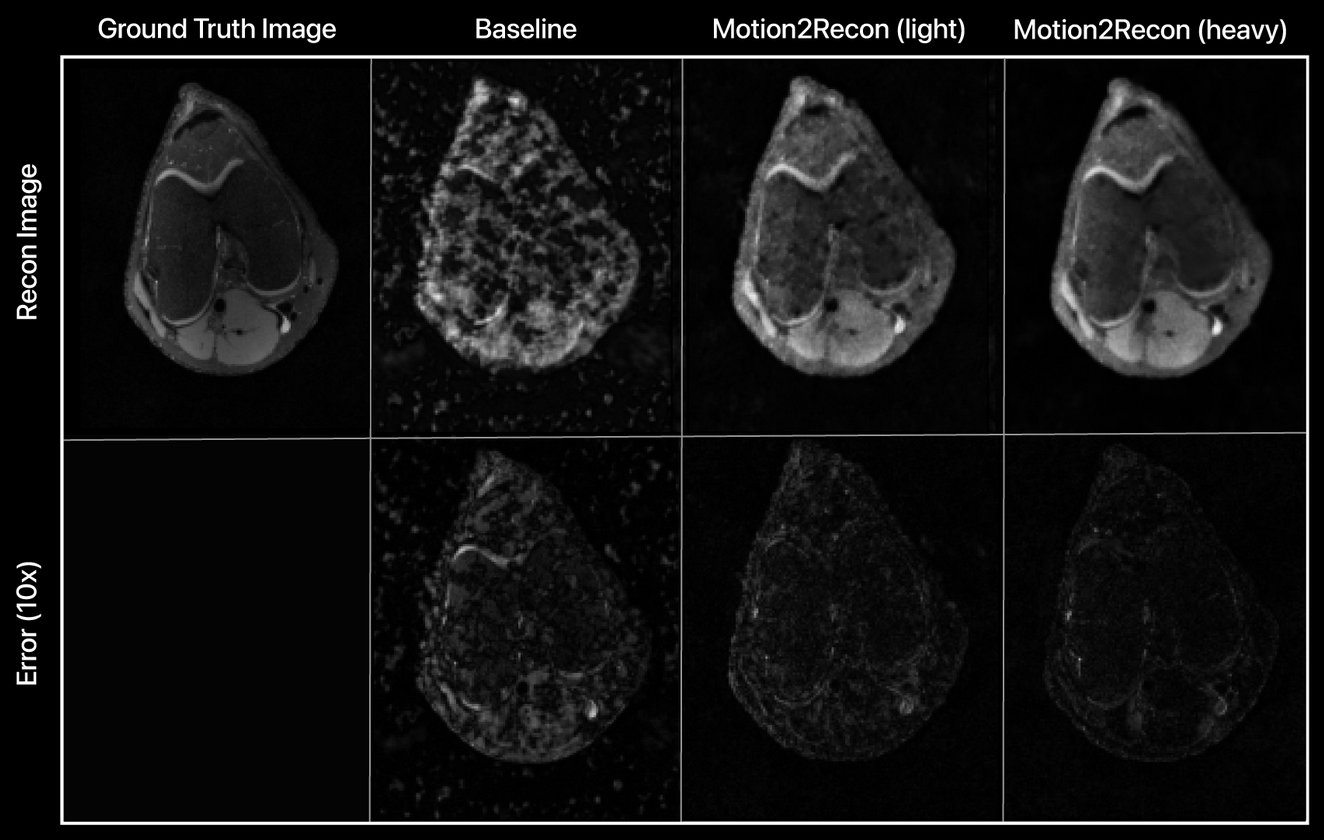 Ground Truth Image
Baseline
Motion2Recon (light)
Motion2Recon (heavy)
Recon Image
Error (10x)